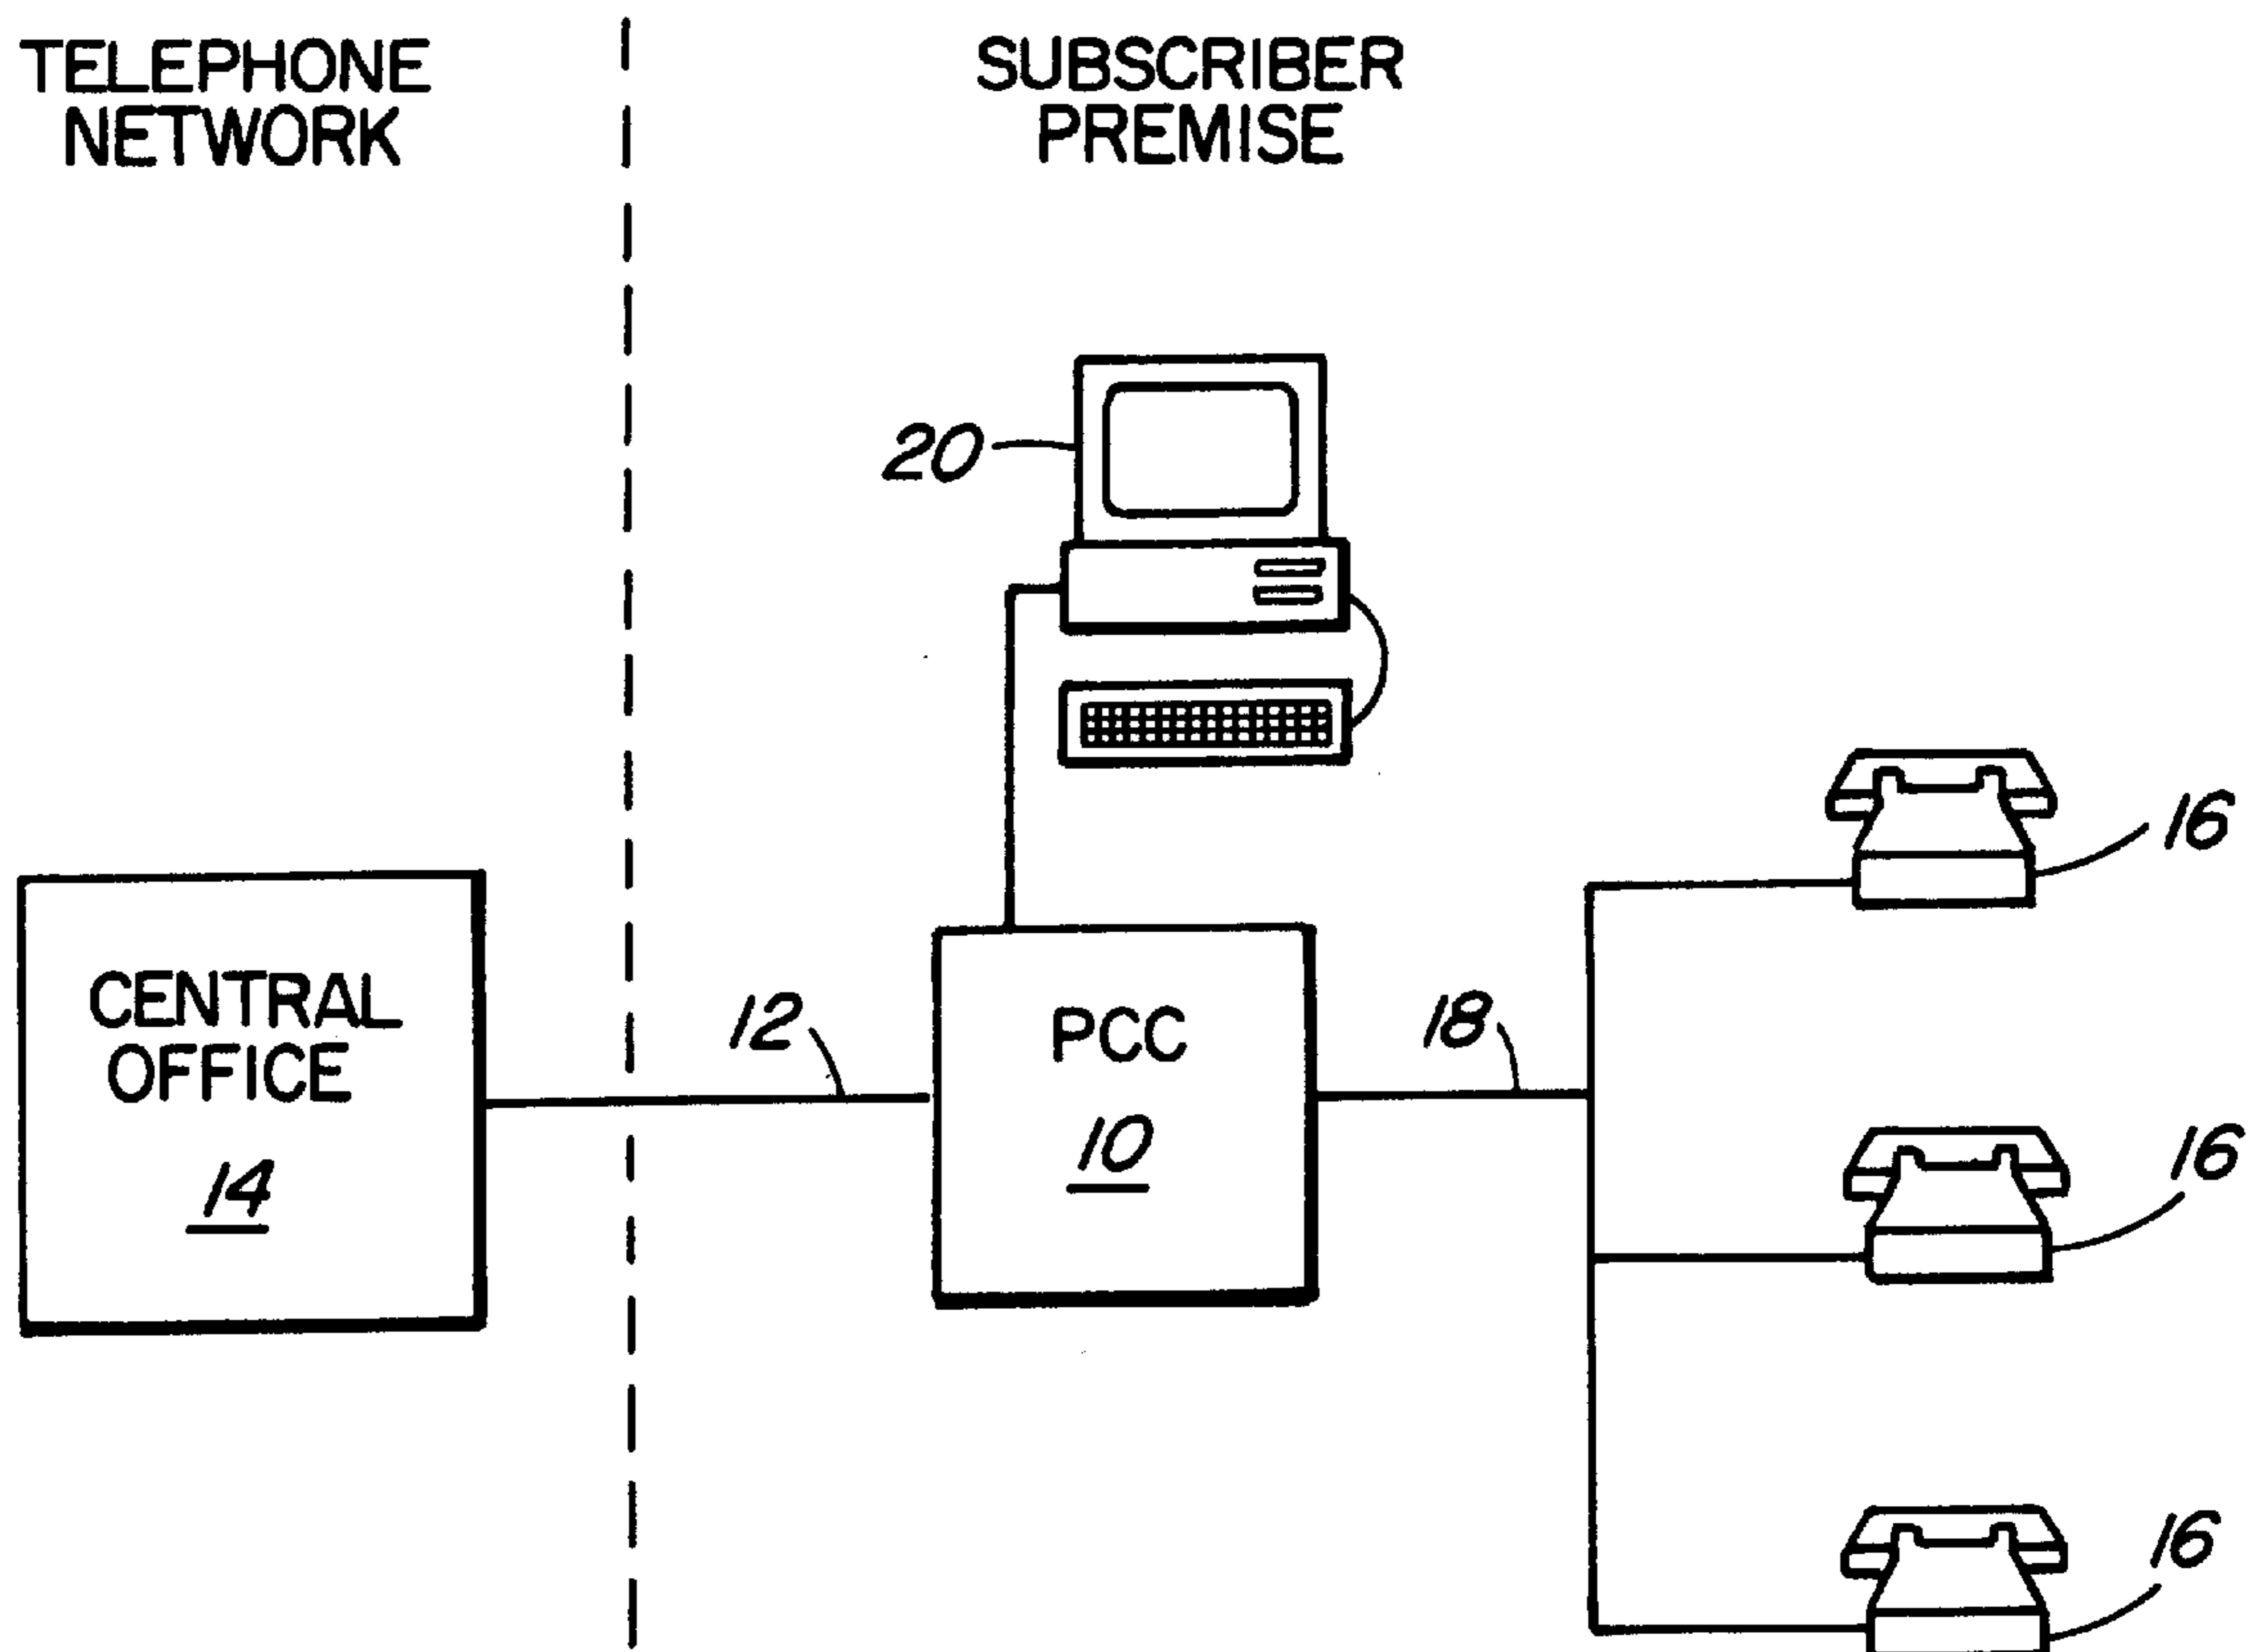 TELEPHONE
NETWORK
SUBSCRIBER
PREMISE
20
16
CENTRAL
OFFICE
14
12
PCC
10
18
16
16